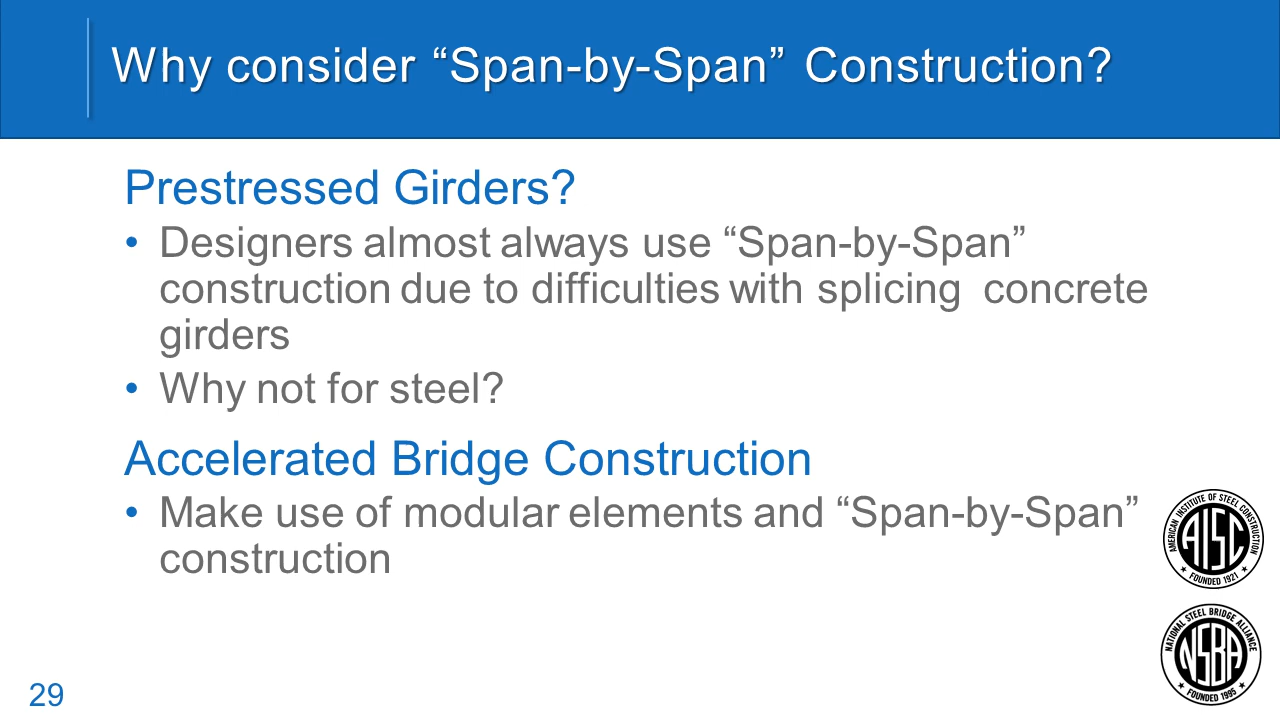 Why consider “Span-by-Span” Construction?
Prestressed Girders?
• Designers almost always use “Span-by-Span”
construction due to difficulties with splicing  concrete
girders
• Why not for steel?
Accelerated Bridge Construction
• Make use of modular elements and “Span-by-Span”
construction
AMERICAN INSTITUTE OF STEEL CONSTRUCTION
AISC
FOUNDED 1921
NATIONAL STEEL BRIDGE ALLIANCE
NSBA
FOUNDED 1995
29